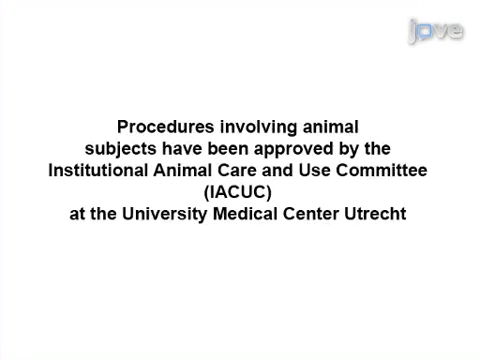 jove
Procedures involving animal
subjects have been approved by the
Institutional Animal Care and Use Committee
(IACUC)
at the University Medical Center Utrecht